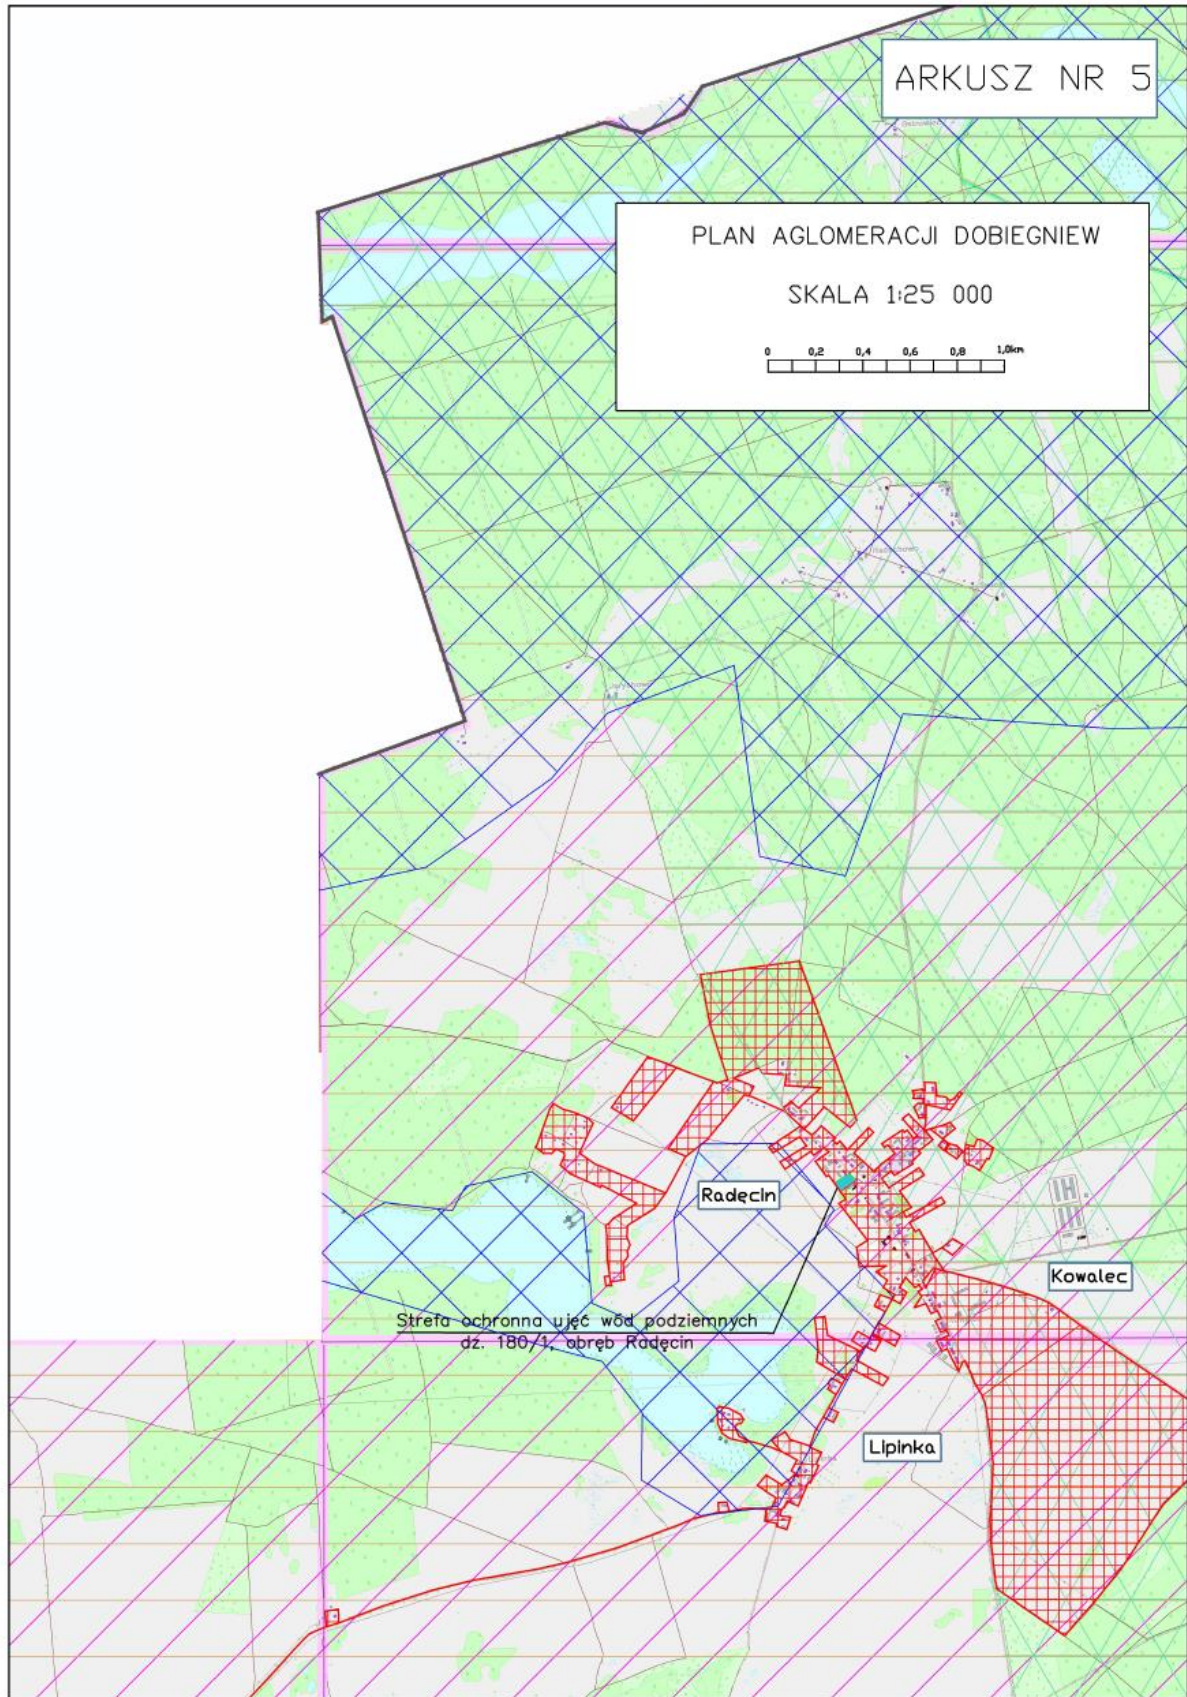 ARKUSZ NR 5
PLAN AGLOMERACJI DOBIEGNIEW
SKALA 1:25 000
0 0,2 0,4 0,6 0,8 1,0km
Radęcin
Kowalec
Strefa ochronna ujęć wód podziemnych
dz. 180/1, obręb Radęcin
Lipinka